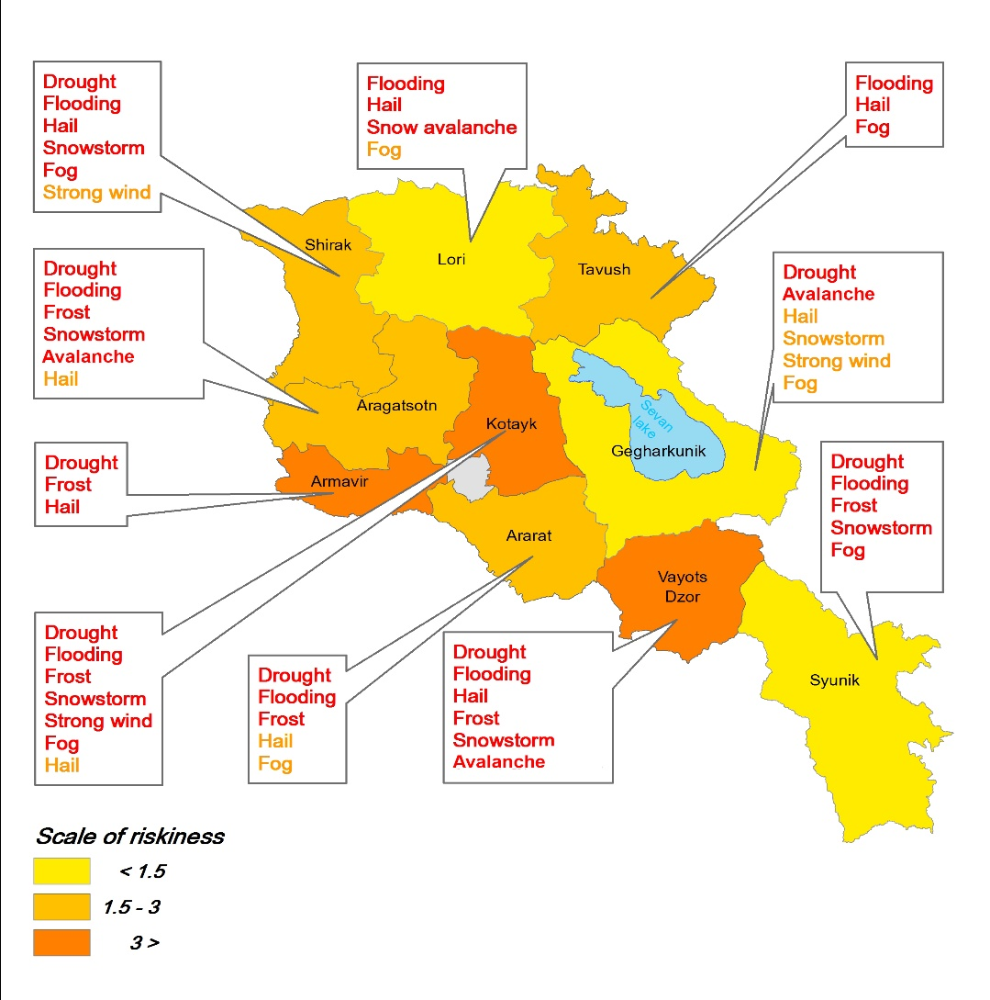 Drought
Flooding
Hail
Snowstorm
Fog
Strong wind
Flooding
Hail
Snow avalanche
Fog
Flooding
Hail
Fog
Drought
Flooding
Frost
Snowstorm
Avalanche
Hail
Drought
Avalanche
Hail
Snowstorm
Strong wind
Fog
Drought
Frost
Hail
Drought
Flooding
Frost
Snowstorm
Fog
Shirak
Lori
Tavush
Aragatsotn
Kotayk
Sevan
lake
Gegharkunik
Armavir
Ararat
Vayots
Dzor
Syunik
Drought
Flooding
Frost
Snowstorm
Strong wind
Fog
Hail
Drought
Flooding
Frost
Hail
Fog
Drought
Flooding
Hail
Frost
Snowstorm
Avalanche
Scale of riskiness
< 1.5
1.5 - 3
3 >